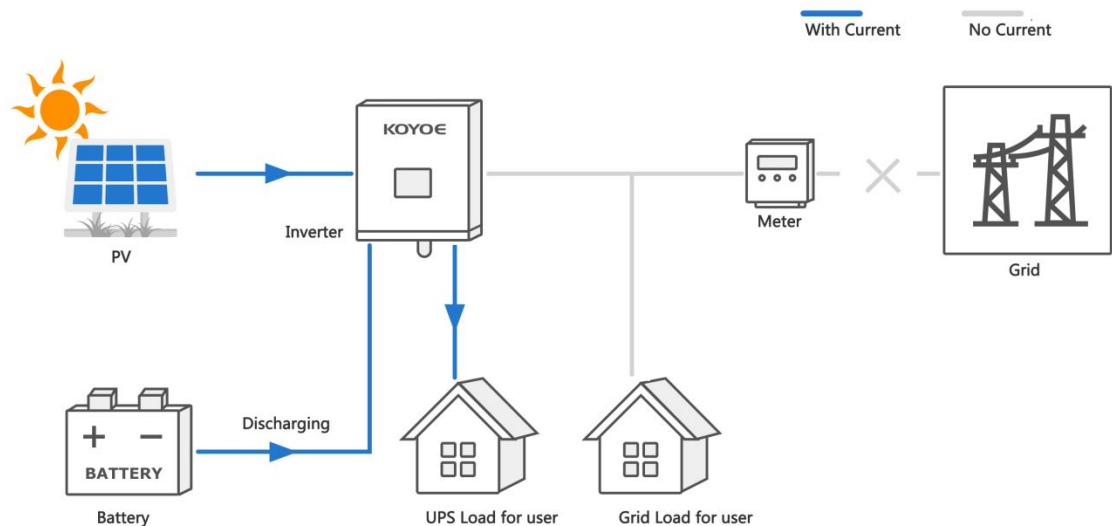 With Current
No Current
KOYOE
Inverter
Meter
PV
Grid
Discharging
+ −
BATTERY
Battery
UPS Load for user
Grid Load for user